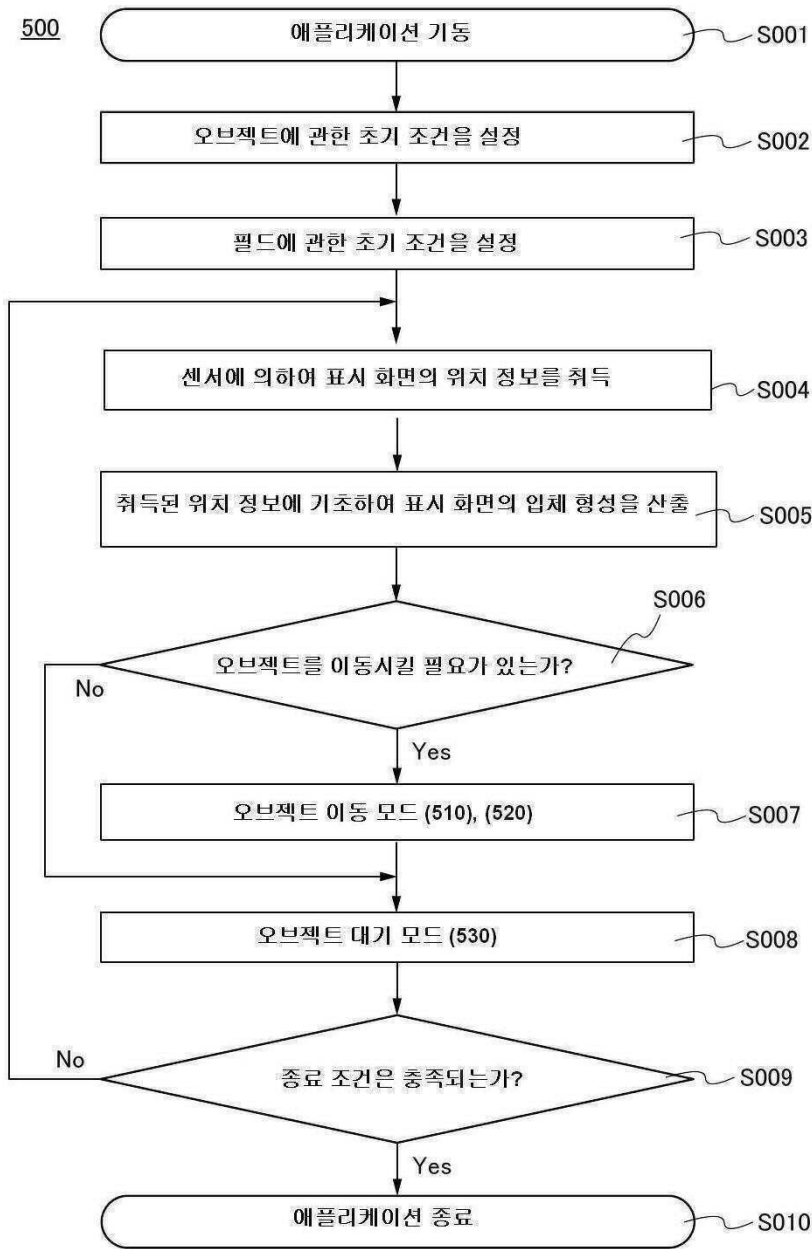 500
애플리케이션 기동
S001
오브젝트에 관한 초기 조건을 설정
S002
필드에 관한 초기 조건을 설정
S003
센서에 의하여 표시 화면의 위치 정보를 취득
S004
취득된 위치 정보에 기초하여 표시 화면의 입체 형성을 산출
S005
S006
오브젝트를 이동시킬 필요가 있는가?
No
Yes
오브젝트 이동 모드 (510), (520)
S007
오브젝트 대기 모드 (530)
S008
No
종료 조건은 충족되는가?
S009
Yes
애플리케이션 종료
S010